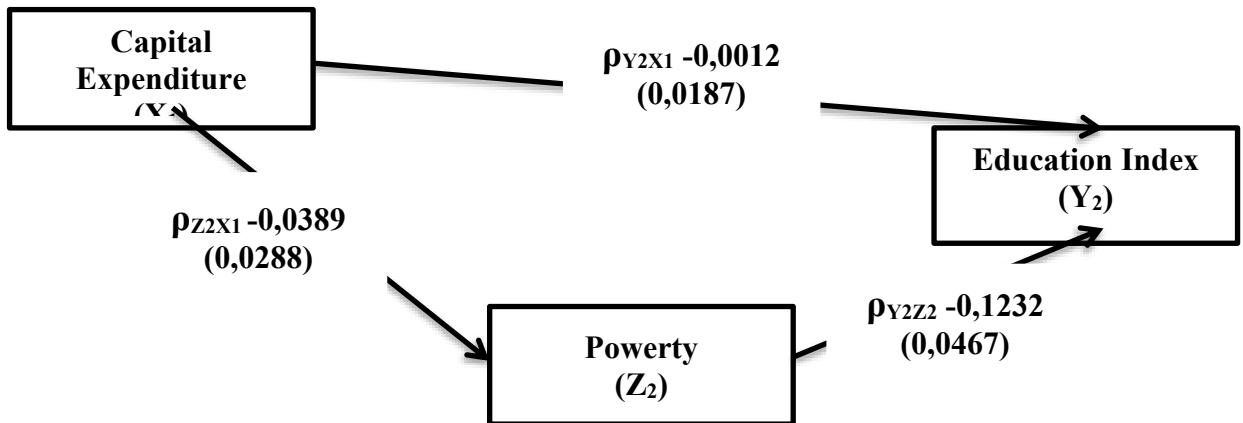 Capital
Expenditure
ρY2X1 -0,0012
(0,0187)
Education Index
(Y₂)
ρZ2X1 -0,0389
(0,0288)
ρY2Z2 -0,1232
(0,0467)
Powerty
(Z₂)